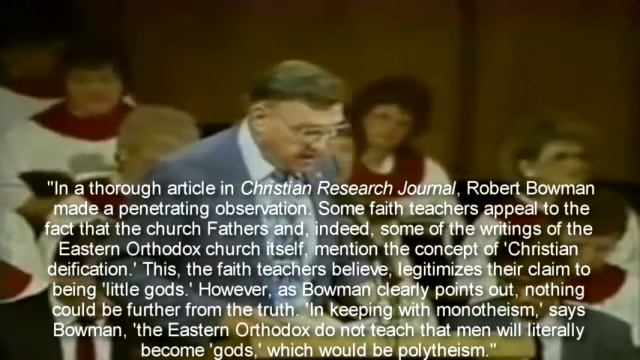 "In a thorough article in Christian Research Journal, Robert Bowman
made a penetrating observation. Some faith teachers appeal to the
fact that the church Fathers and, indeed, some of the writings of the
Eastern Orthodox church itself, mention the concept of 'Christian
deification.' This, the faith teachers believe, legitimizes their claim to
being 'little gods.' However, as Bowman clearly points out, nothing
could be further from the truth. 'In keeping with monotheism,' says
Bowman, 'the Eastern Orthodox do not teach that men will literally
become 'gods,' which would be polytheism."